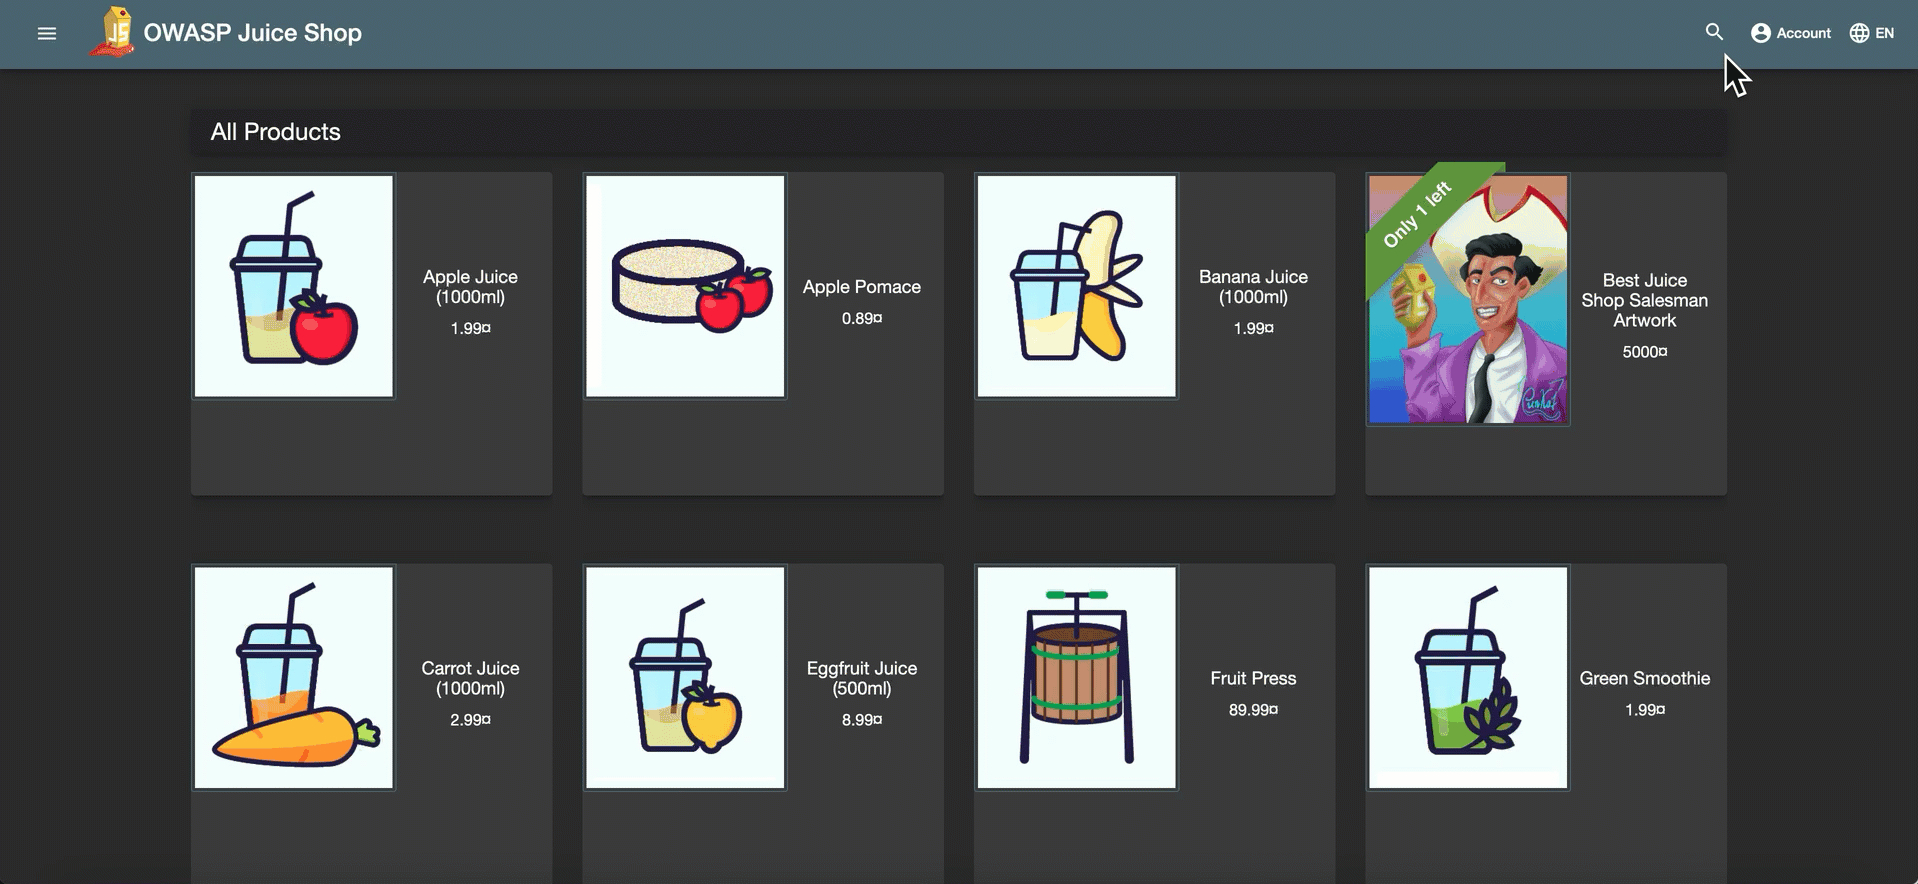 OWASP Juice Shop
Account
EN
All Products
Only 1 left
Apple Juice
(1000ml)
1.99¤
Apple Pomace
0.89¤
Banana Juice
(1000ml)
1.99¤
Best Juice
Shop Salesman
Artwork
5000¤
Carrot Juice
(1000ml)
2.99¤
Eggfruit Juice
(500ml)
8.99¤
Fruit Press
89.99¤
Green Smoothie
1.99¤